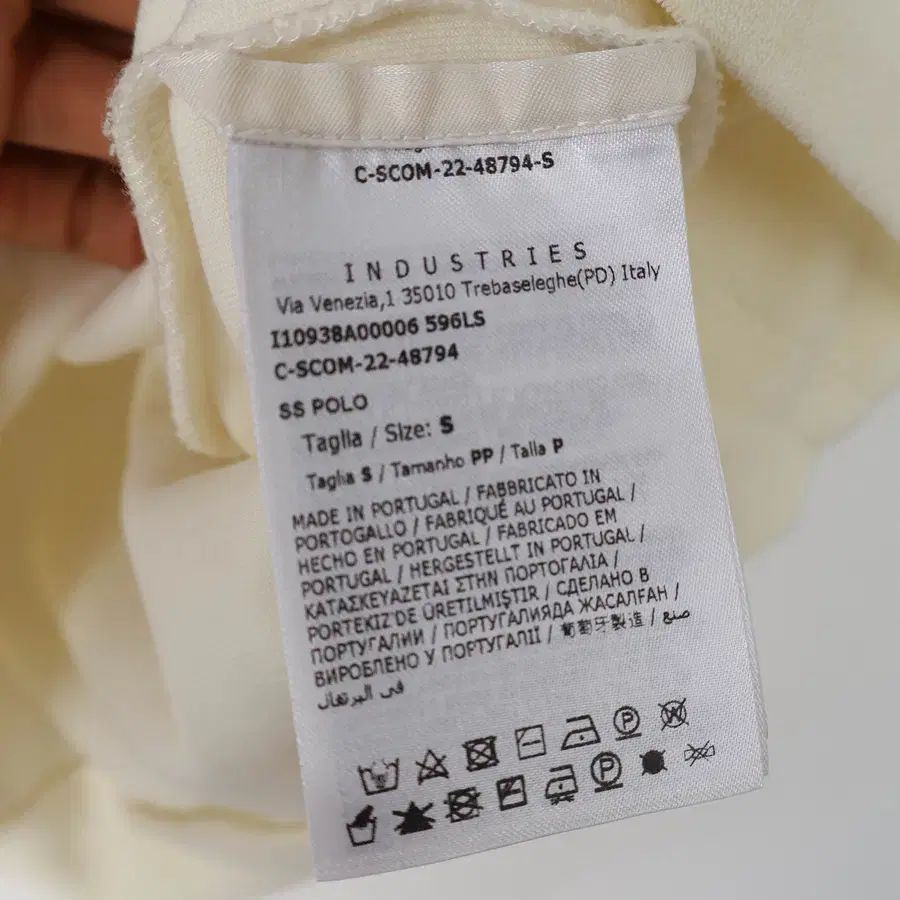 C-SCOM-22-48794-S
INDUSTRIES
Via Venezia,1 35010 Trebaseleghe(PD) Italy
I10938A00006 596LS
C-SCOM-22-48794
SS POLO
Taglia / Size: S
Taglia S / Tamanho PP / Talla P
MADE IN PORTUGAL / FABBRICATO IN
PORTOGALLO / FABRIQUÉ AU PORTUGAL /
HECHO EN PORTUGAL / FABRICADO EM
PORTUGAL / HERGESTELLT IN PORTUGAL /
ΚΑΤΑΣΚΕΥΑΖΕΤΑΙ ΣΤΗΝ ΠΟΡΤΟΓΑΛΙΑ /
PORTEKIZ'DE ÜRETILMIŞTIR / СДЕЛАНО В
ПОРТУГАЛИИ / ПОРТУГАЛИЯДА ЖАСАЛҒАН /
ВИРОБЛЕНО У ПОРТУГАЛІЇ / 葡萄牙製造 / صنع
في البرتغال